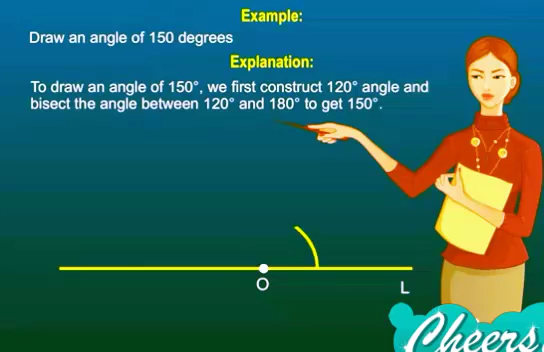 Example:
Draw an angle of 150 degrees
Explanation:
To draw an angle of 150°, we first construct 120° angle and
bisect the angle between 120° and 180° to get 150°.
O
L
Cheers